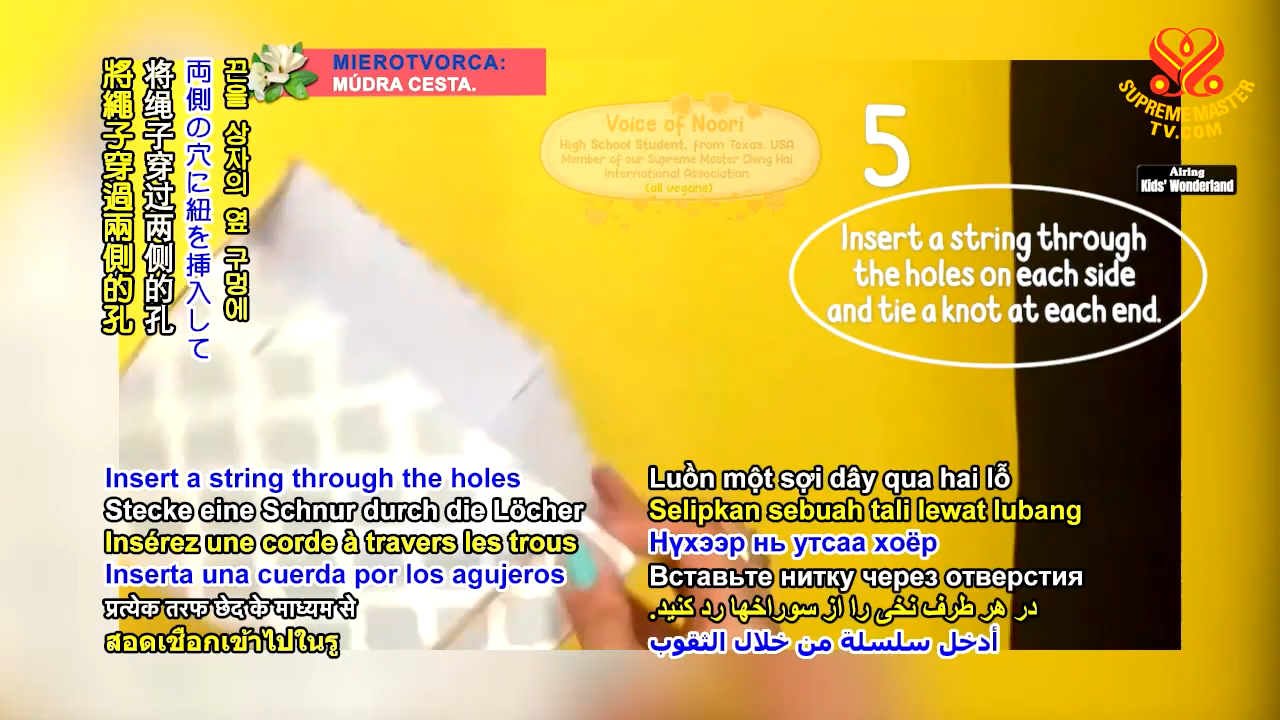 MIEROTVORCA:
MÚDRA CESTA.
SUPREME MASTER
TV.COM
Airing
Kids' Wonderland
Voice of Noori
High School Student, from Texas, USA
Member of our Supreme Master Ching Hai
International Association
(all vegans)
5
Insert a string through
the holes on each side
and tie a knot at each end.
끈을 상자의 옆 구멍에
両側の穴に紐を挿入して
将绳子穿过两侧的孔
將繩子穿過兩側的孔
Insert a string through the holes
Stecke eine Schnur durch die Löcher
Insérez une corde à travers les trous
Inserta una cuerda por los agujeros
प्रत्येक तरफ छेद के माध्यम से
สอดเชือกเข้าไปในรู
Luồn một sợi dây qua hai lỗ
Selipkan sebuah tali lewat lubang
Нүхээр нь утсаа хоёр
Вставьте нитку через отверстия
در هر طرف نخی را از سوراخها رد کنید.
أدخل سلسلة من خلال الثقوب